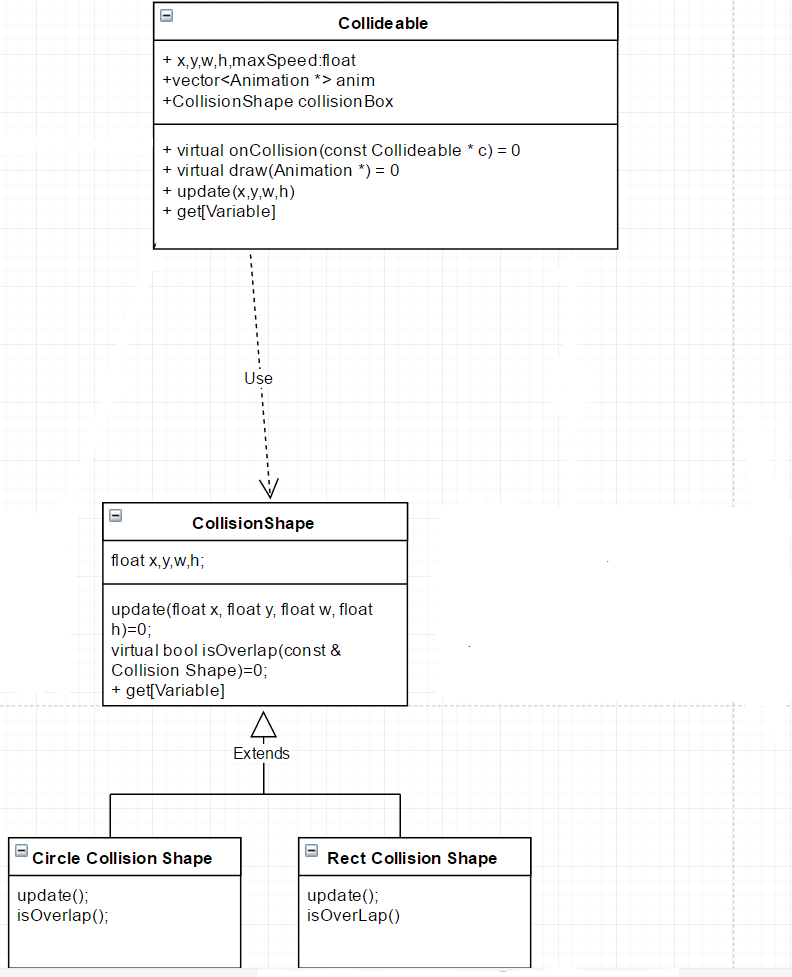 Collideable
+ x,y,w,h,maxSpeed:float
+vector<Animation *> anim
+CollisionShape collisionBox
+ virtual onCollision(const Collideable * c) = 0
+ virtual draw(Animation *) = 0
+ update(x,y,w,h)
+ get[Variable]
Use
CollisionShape
float x,y,w,h;
update(float x, float y, float w, float
h)=0;
virtual bool isOverlap(const &
Collision Shape)=0;
+ get[Variable]
Extends
Circle Collision Shape
update();
isOverlap();
Rect Collision Shape
update();
isOverLap()